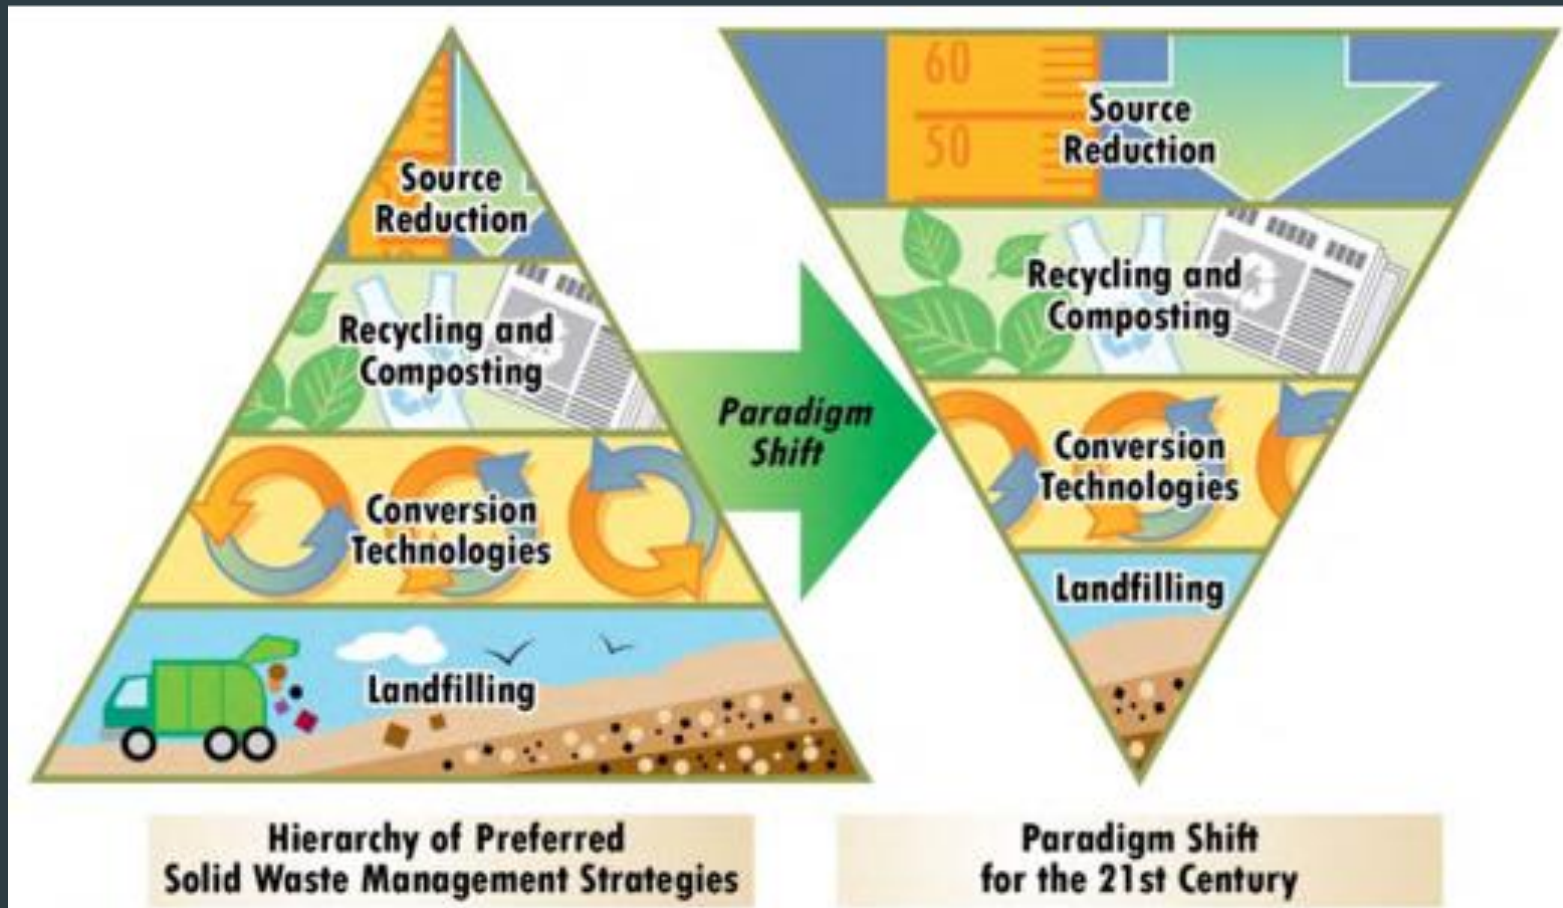 Source
Reduction
Recycling and
Composting
Conversion
Technologies
Landfilling
Hierarchy of Preferred
Solid Waste Management Strategies
Paradigm
Shift
60
50
Source
Reduction
Recycling and
Composting
Conversion
Technologies
Landfilling
Paradigm Shift
for the 21st Century